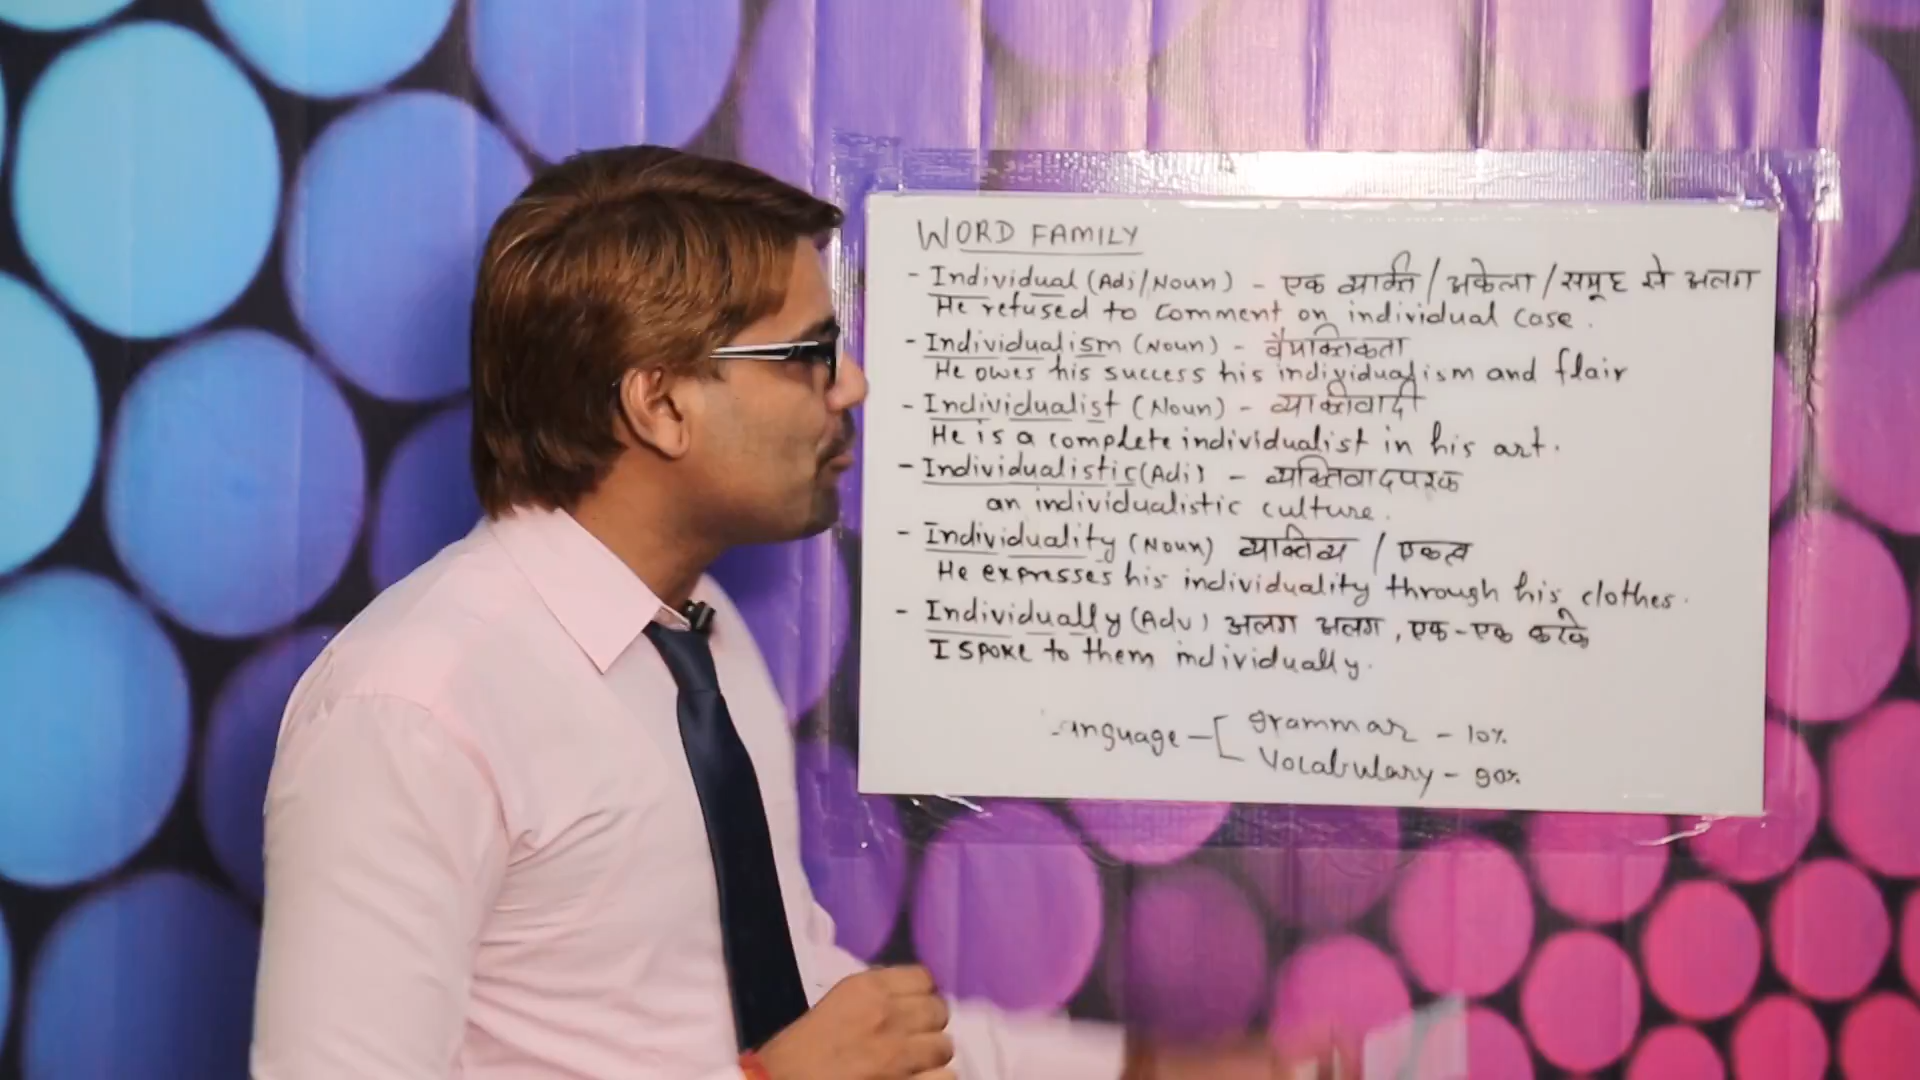 WORD FAMILY
- Individual (Adj/Noun) - एक व्यक्ति / अकेला / समूह से अलग
He refused to comment on individual case.
- Individualism (Noun) - वैयक्तिकता
He owes his success his individualism and flair
- Individualist (Noun) - व्यक्तिवादी
He is a complete individualist in his art.
- Individualistic (Adj) - व्यक्तिवादपरक
an individualistic culture.
- Individuality (Noun) व्यक्तित्व / एकत्व
He expresses his individuality through his clothes.
- Individually (Adv) अलग अलग, एक-एक करके
I spoke to them individually.
Language - [ grammar - 10%
Vocabulary - 90%